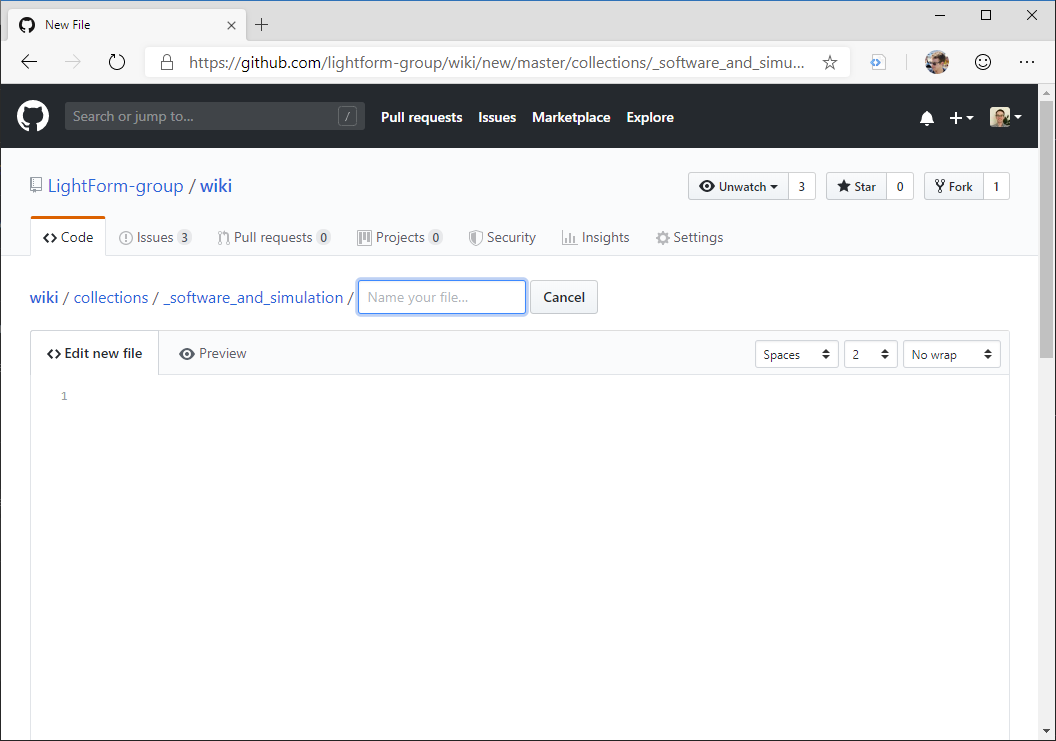 New File
https://github.com/lightform-group/wiki/new/master/collections/_software_and_simu...
Search or jump to... /
Pull requests Issues Marketplace Explore
LightForm-group / wiki
Unwatch 3 Star 0 Fork 1
Code Issues 3 Pull requests 0 Projects 0 Security Insights Settings
wiki / collections / _software_and_simulation / Name your file... Cancel
Edit new file Preview Spaces 2 No wrap
1